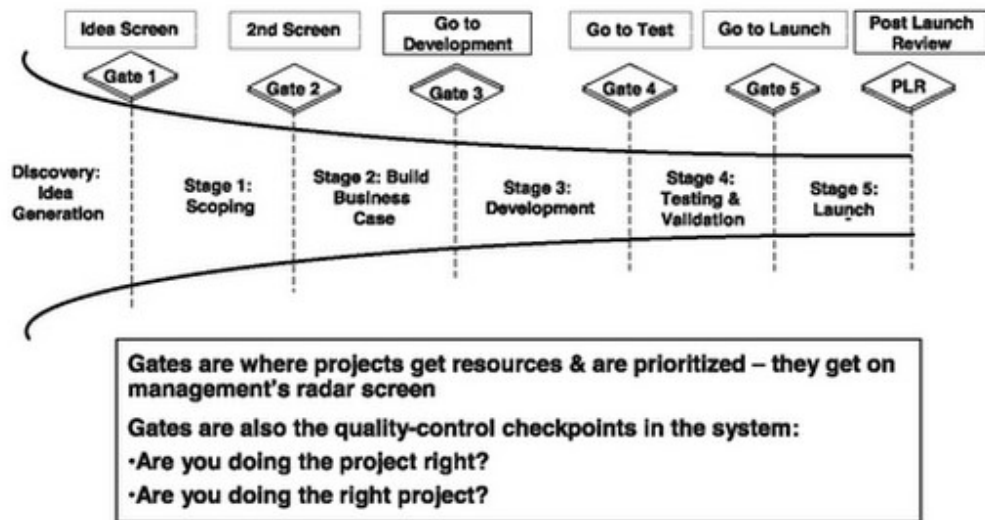 Idea Screen
2nd Screen
Go to
Development
Go to Test
Go to Launch
Post Launch
Review
Gate 1
Gate 2
Gate 3
Gate 4
Gate 5
PLR
Discovery:
Idea
Generation
Stage 1:
Scoping
Stage 2: Build
Business
Case
Stage 3:
Development
Stage 4:
Testing &
Validation
Stage 5:
Launch
Gates are where projects get resources & are prioritized – they get on
management's radar screen
Gates are also the quality-control checkpoints in the system:
•Are you doing the project right?
•Are you doing the right project?